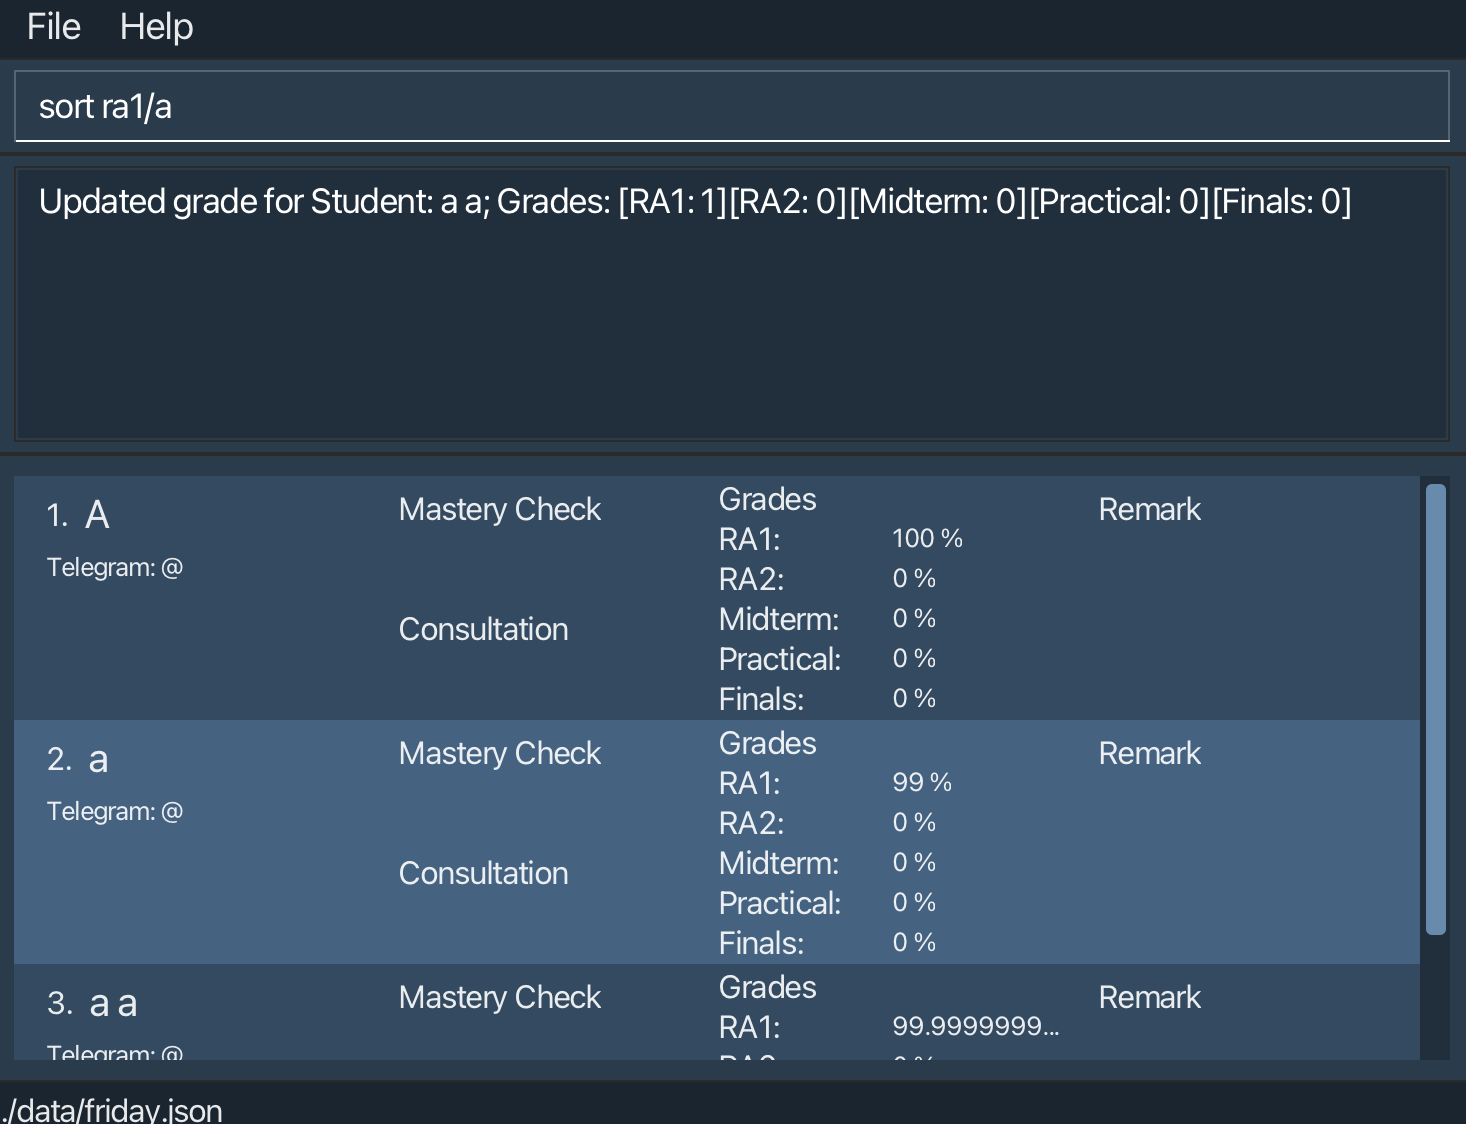 File Help
sort ra1/a
Updated grade for Student: a a; Grades: [RA1: 1][RA2: 0][Midterm: 0][Practical: 0][Finals: 0]
1. A Mastery Check Grades Remark
RA1: 100 %
Telegram: @ RA2: 0 %
Consultation Midterm: 0 %
Practical: 0 %
Finals: 0 %
2. a Mastery Check Grades Remark
RA1: 99 %
Telegram: @ RA2: 0 %
Consultation Midterm: 0 %
Practical: 0 %
Finals: 0 %
3. a a Mastery Check Grades Remark
RA1: 99.9999999...
Telegram: @ RA2: 0 %
./data/friday.json